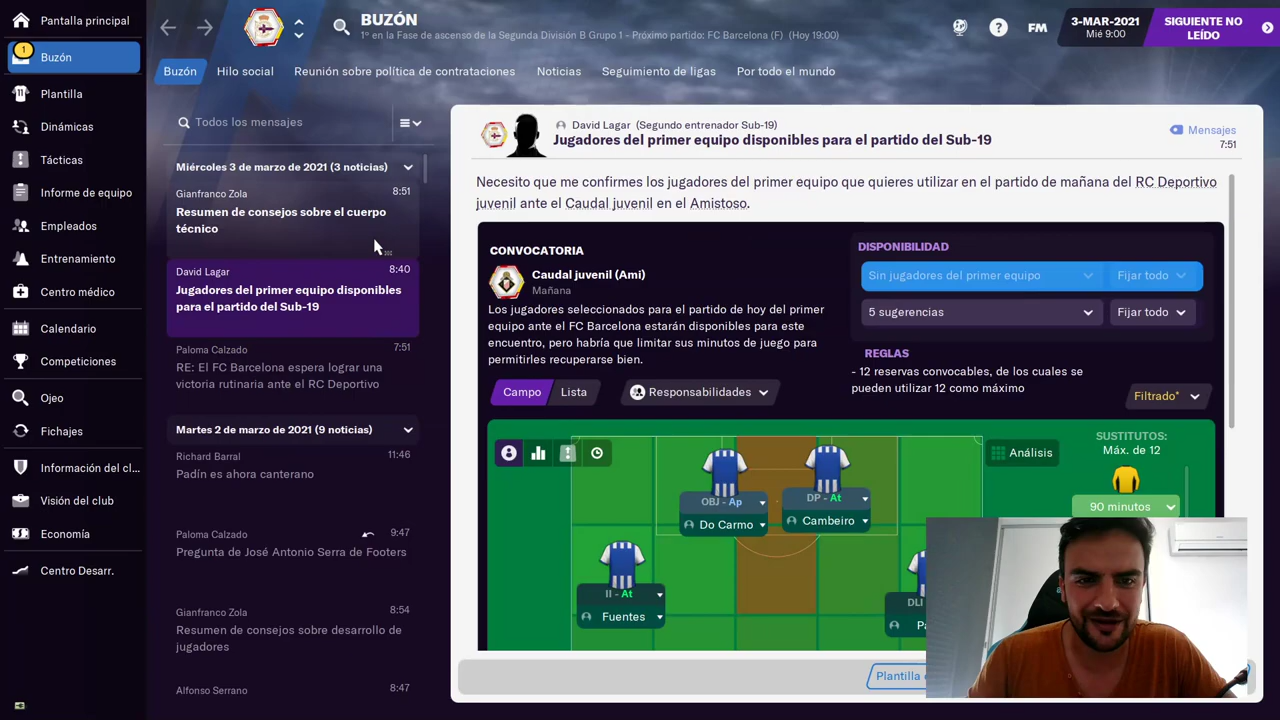 Pantalla principal
1
Buzón
Plantilla
Dinámicas
Tácticas
Informe de equipo
Empleados
Entrenamiento
Centro médico
Calendario
Competiciones
Ojeo
Fichajes
Información del cl...
Visión del club
Economía
Centro Desarr.
BUZÓN
1º en la Fase de ascenso de la Segunda División B Grupo 1 - Próximo partido: FC Barcelona (F) (Hoy 19:00)
?
FM
3-MAR-2021
Mié 9:00
SIGUIENTE NO
LEÍDO
Buzón
Hilo social
Reunión sobre política de contrataciones
Noticias
Seguimiento de ligas
Por todo el mundo
Todos los mensajes
Miércoles 3 de marzo de 2021 (3 noticias)
Gianfranco Zola 8:51
Resumen de consejos sobre el cuerpo
técnico
David Lagar 8:40
Jugadores del primer equipo disponibles
para el partido del Sub-19
Paloma Calzado 7:51
RE: El FC Barcelona espera lograr una
victoria rutinaria ante el RC Deportivo
Martes 2 de marzo de 2021 (9 noticias)
Richard Barral 11:46
Padín es ahora canterano
Paloma Calzado 9:47
Pregunta de José Antonio Serra de Footers
Gianfranco Zola 8:54
Resumen de consejos sobre desarrollo de
jugadores
Alfonso Serrano 8:47
David Lagar (Segundo entrenador Sub-19)
Jugadores del primer equipo disponibles para el partido del Sub-19
Mensajes
7:51
Necesito que me confirmes los jugadores del primer equipo que quieres utilizar en el partido de mañana del RC Deportivo
juvenil ante el Caudal juvenil en el Amistoso.
CONVOCATORIA
Caudal juvenil (Ami)
Mañana
Los jugadores seleccionados para el partido de hoy del primer
equipo ante el FC Barcelona estarán disponibles para este
encuentro, pero habría que limitar sus minutos de juego para
permitirles recuperarse bien.
DISPONIBILIDAD
Sin jugadores del primer equipo
Fijar todo
5 sugerencias
Fijar todo
REGLAS
- 12 reservas convocables, de los cuales se
pueden utilizar 12 como máximo
Campo
Lista
Responsabilidades
Filtrado*
Análisis
SUSTITUTOS:
Máx. de 12
90 minutos
OBJ - Ap
Do Carmo
DP - At
Cambeiro
II - At
Fuentes
DLI
Plantilla